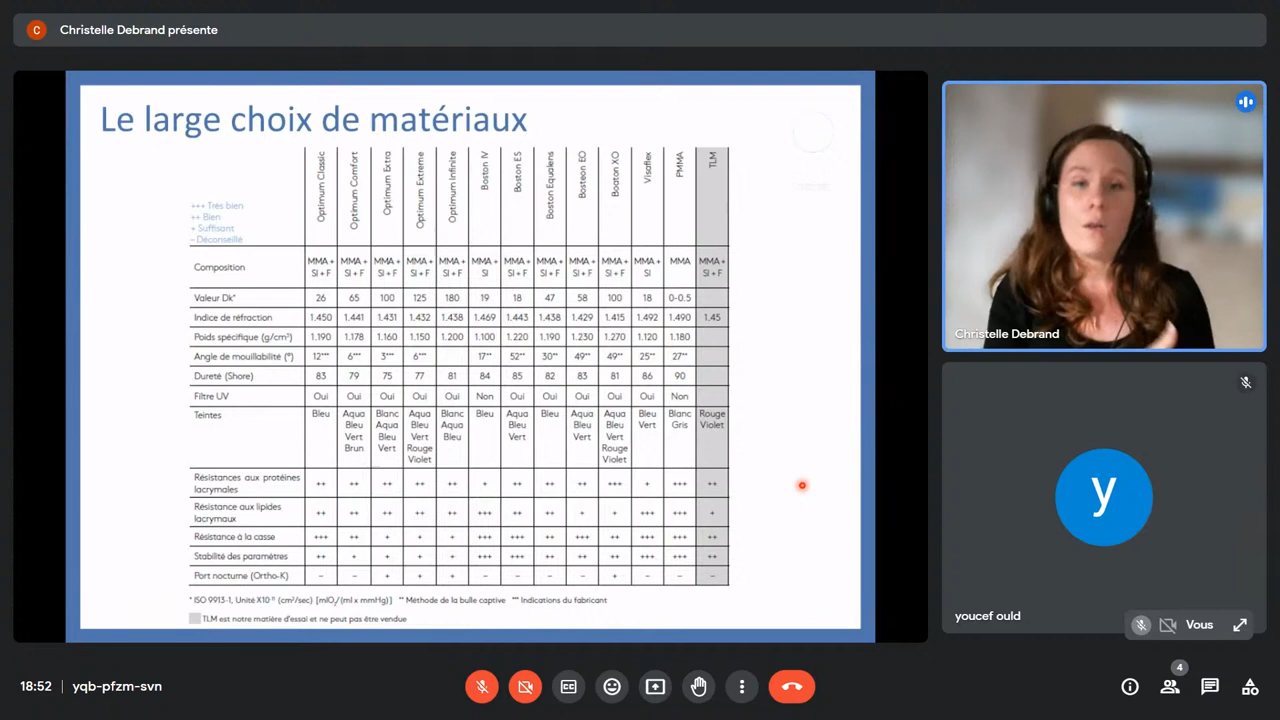 C Christelle Debrand présente
Le large choix de matériaux
+++ Très bien
++ Bien
+ Suffisant
– Déconseillé
Optimum Classic Optimum Comfort Optimum Extra Optimum Extreme Optimum Infinite Boston IV Boston ES Boston Equalens Bosteon EO Boaton XO Visaflex PMMA TLM
Composition MMA + SI + F MMA + SI + F MMA + SI + F MMA + SI + F MMA + SI + F MMA + SI MMA + SI + F MMA + SI + F MMA + SI + F MMA + SI + F MMA + SI MMA MMA + SI + F
Valeur Dk* 26 65 100 125 180 19 18 47 58 100 18 0-0.5
Indice de réfraction 1.450 1.441 1.431 1.432 1.438 1.469 1.443 1.438 1.429 1.415 1.492 1.490 1.45
Poids spécifique (g/cm²) 1.190 1.178 1.160 1.150 1.200 1.100 1.220 1.190 1.230 1.270 1.120 1.180
Angle de mouillabilité (°) 12*** 6*** 3*** 6*** 17** 52** 30** 49** 49** 25** 27**
Dureté (Shore) 83 79 75 77 81 84 85 82 83 81 86 90
Filtre UV Oui Oui Oui Oui Oui Non Oui Oui Oui Oui Oui Non
Teintes Bleu Aqua Blanc Aqua Blanc Bleu Aqua Bleu Aqua Aqua Bleu Blanc Rouge
Bleu Aqua Bleu Aqua Bleu Bleu Bleu Vert Gris Violet
Vert Bleu Vert Bleu Vert Vert Vert
Brun Vert Rouge Rouge
Violet Violet
Résistances aux protéines lacrymales ++ ++ ++ ++ ++ + ++ ++ ++ +++ + +++ ++
Résistance aux lipides lacrymaux ++ ++ ++ ++ ++ +++ ++ ++ + + +++ +++ +
Résistance à la casse +++ ++ + + + +++ +++ ++ +++ ++ +++ +++ ++
Stabilité des paramètres ++ + + + + +++ +++ ++ ++ ++ +++ +++ ++
Port nocturne (Ortho-K) – – + + + – – – – + – – –
* ISO 9913-1, Unité X10⁻¹¹ (cm²/sec) [mlO₂/(ml x mmHg)] ** Méthode de la bulle captive *** Indications du fabricant
TLM est notre matière d'essai et ne peut pas être vendue
Christelle Debrand
y
youcef ould
Vous
18:52 | yqb-pfzm-svn
CC
4